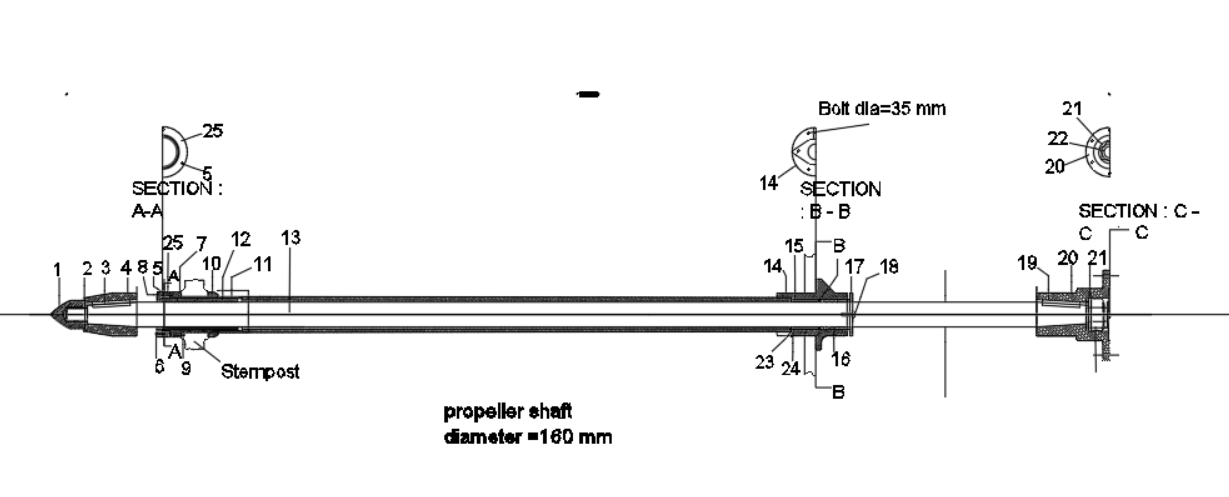 Bolt dia=35 mm
21
25
22
20
5
14
SECTION :
A-A
SECTION
: B - B
SECTION : C -
C
C
13
12
25 7
15
B
1 2 3 4 8 5 A 10 11
14 17 18
19 20 21
6 A 9
Sternpost
23 24 16
B
propeller shaft
diameter =160 mm